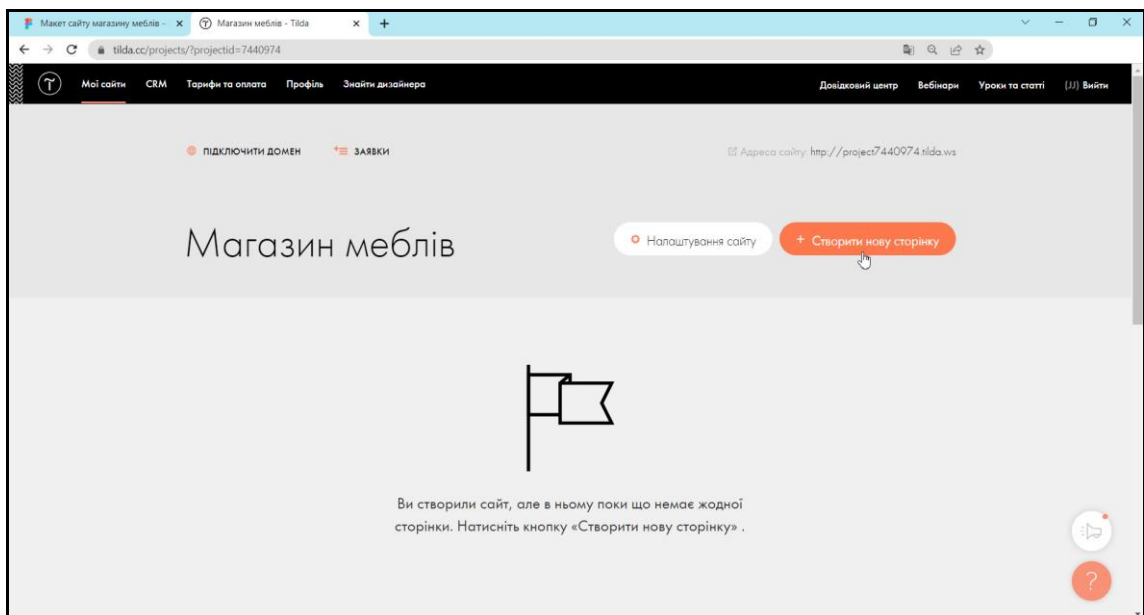 Макет сайту магазину меблів -
Магазин меблів - Tilda
tilda.cc/projects/?projectid=7440974
Мої сайти CRM Тарифи та оплата Профіль Знайти дизайнера Довідковий центр Вебінари Уроки та статті (JJ) Вийти
ПІДКЛЮЧИТИ ДОМЕН ЗАЯВКИ Адреса сайту: http://project7440974.tilda.ws
Магазин меблів
Налаштування сайту
+ Створити нову сторінку
Ви створили сайт, але в ньому поки що немає жодної
сторінки. Натисніть кнопку «Створити нову сторінку» .
?